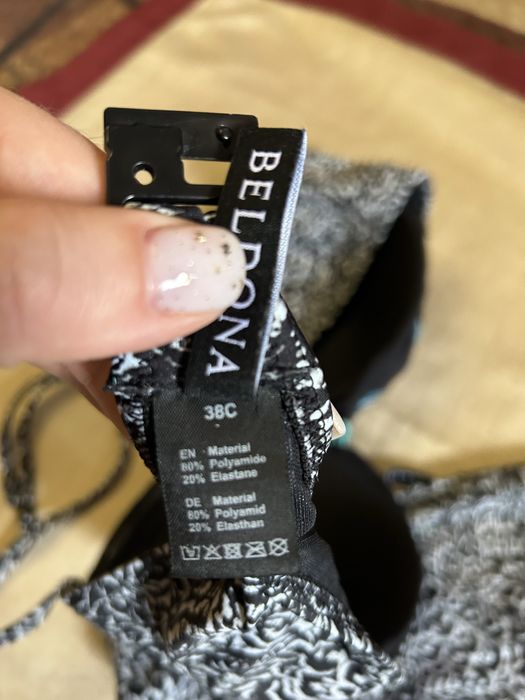 BELDONA
38C
EN - Material
80% Polyamide
20% Elastane
DE Material
80% Polyamid
20% Elasthan